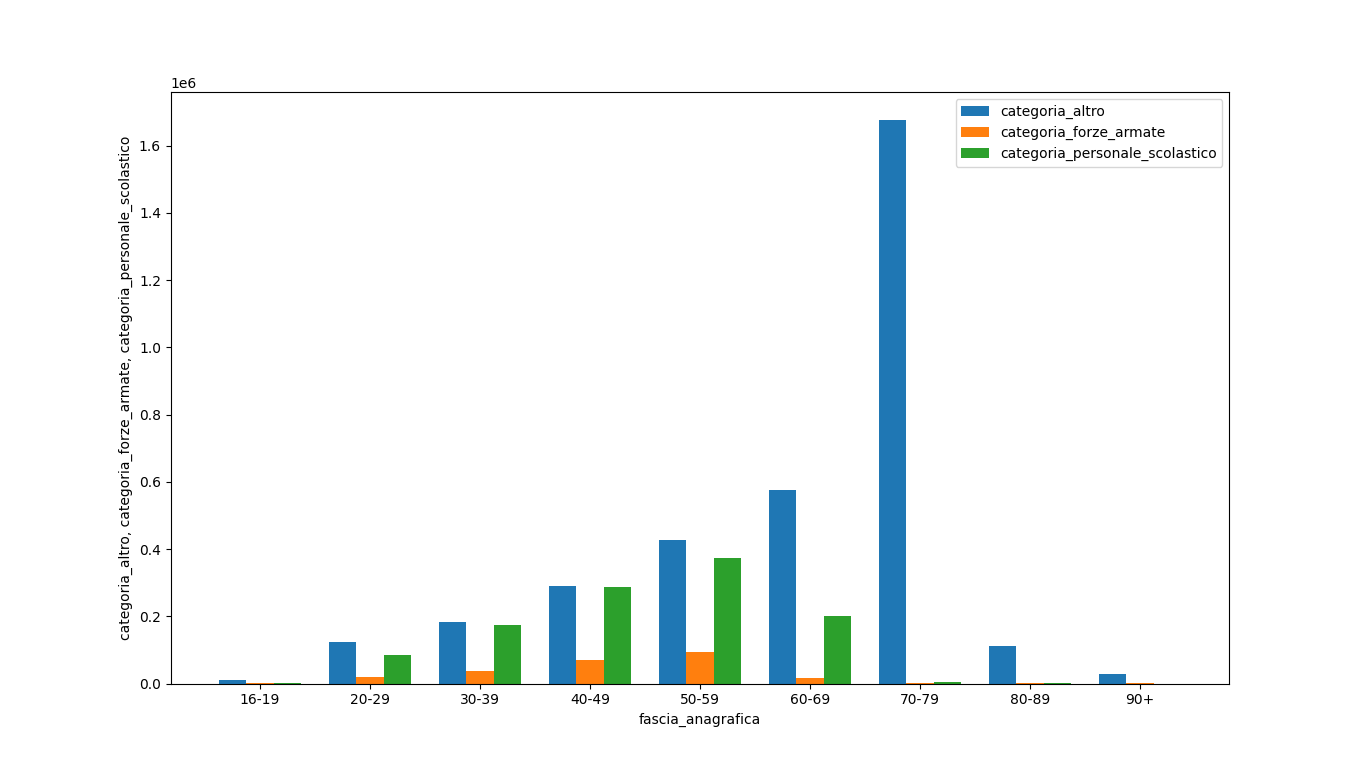 1e6
categoria_altro
categoria_forze_armate
categoria_personale_scolastico
categoria_altro, categoria_forze_armate, categoria_personale_scolastico
1.6
1.4
1.2
1.0
0.8
0.6
0.4
0.2
0.0
16-19 20-29 30-39 40-49 50-59 60-69 70-79 80-89 90+
fascia_anagrafica